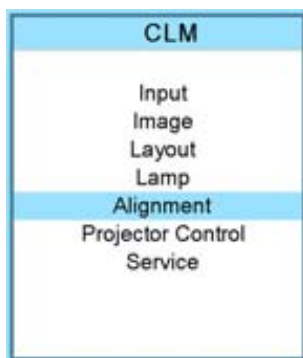 CLM
Input
Image
Layout
Lamp
Alignment
Projector Control
Service